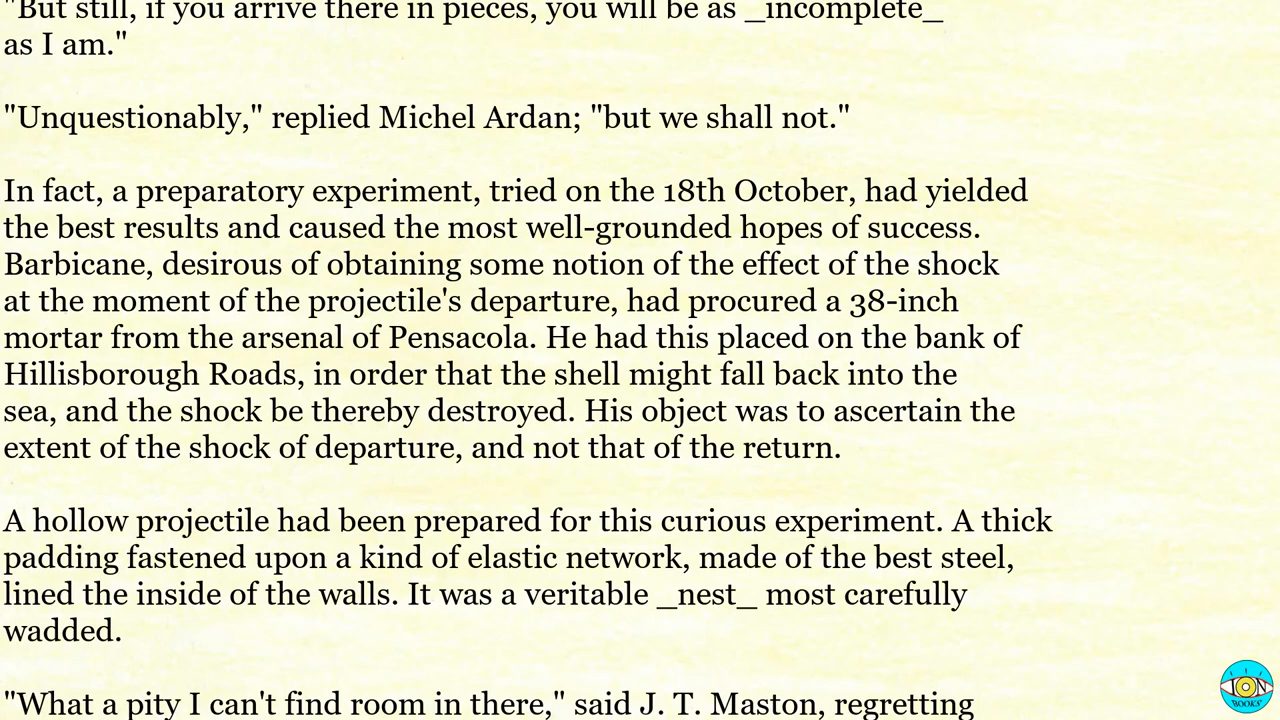 "But still, if you arrive there in pieces, you will be as _incomplete_
as I am."
"Unquestionably," replied Michel Ardan; "but we shall not."
In fact, a preparatory experiment, tried on the 18th October, had yielded
the best results and caused the most well-grounded hopes of success.
Barbicane, desirous of obtaining some notion of the effect of the shock
at the moment of the projectile's departure, had procured a 38-inch
mortar from the arsenal of Pensacola. He had this placed on the bank of
Hillisborough Roads, in order that the shell might fall back into the
sea, and the shock be thereby destroyed. His object was to ascertain the
extent of the shock of departure, and not that of the return.
A hollow projectile had been prepared for this curious experiment. A thick
padding fastened upon a kind of elastic network, made of the best steel,
lined the inside of the walls. It was a veritable _nest_ most carefully
wadded.
"What a pity I can't find room in there," said J. T. Maston, regretting
ION
BOOKS